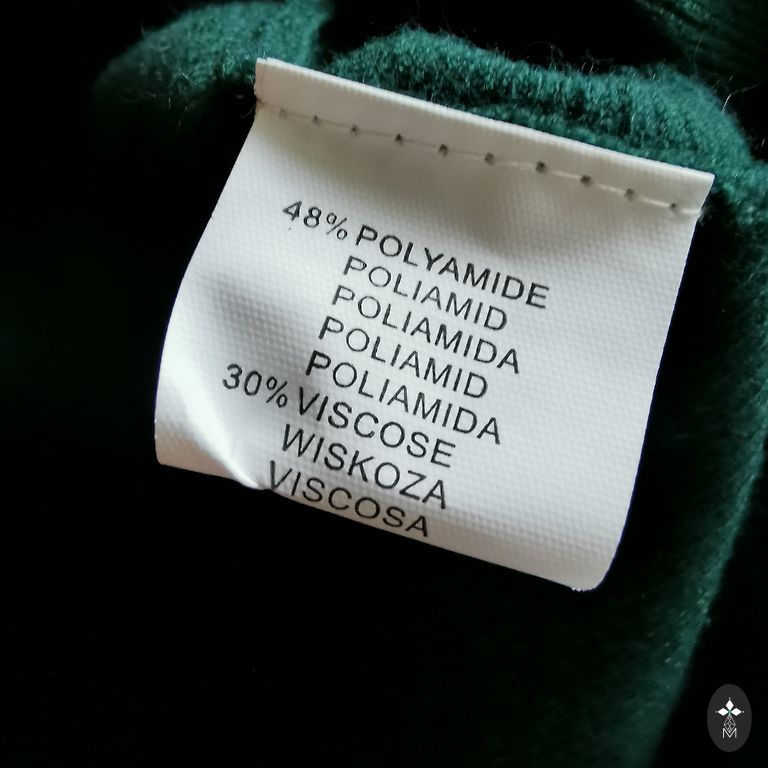 48% POLYAMIDE
POLIAMID
POLIAMIDA
POLIAMID
POLIAMIDA
30% VISCOSE
WISKOZA
VISCOSA
M